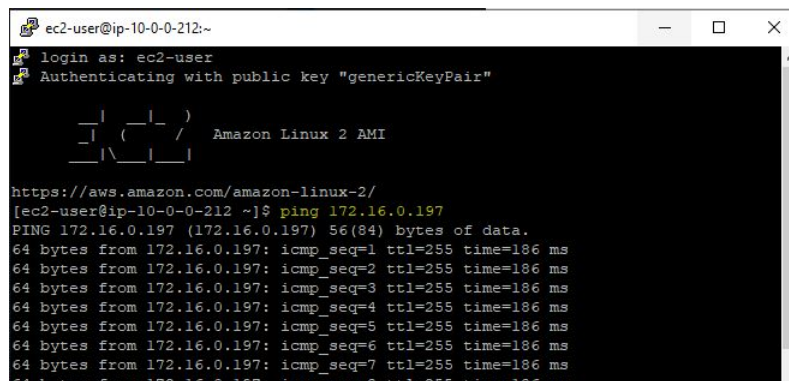 ec2-user@ip-10-0-0-212:~
login as: ec2-user
Authenticating with public key "genericKeyPair"
__|  __|_  )
_|  (     /   Amazon Linux 2 AMI
___|\___|___|
https://aws.amazon.com/amazon-linux-2/
[ec2-user@ip-10-0-0-212 ~]$ ping 172.16.0.197
PING 172.16.0.197 (172.16.0.197) 56(84) bytes of data.
64 bytes from 172.16.0.197: icmp_seq=1 ttl=255 time=186 ms
64 bytes from 172.16.0.197: icmp_seq=2 ttl=255 time=186 ms
64 bytes from 172.16.0.197: icmp_seq=3 ttl=255 time=186 ms
64 bytes from 172.16.0.197: icmp_seq=4 ttl=255 time=186 ms
64 bytes from 172.16.0.197: icmp_seq=5 ttl=255 time=186 ms
64 bytes from 172.16.0.197: icmp_seq=6 ttl=255 time=186 ms
64 bytes from 172.16.0.197: icmp_seq=7 ttl=255 time=186 ms